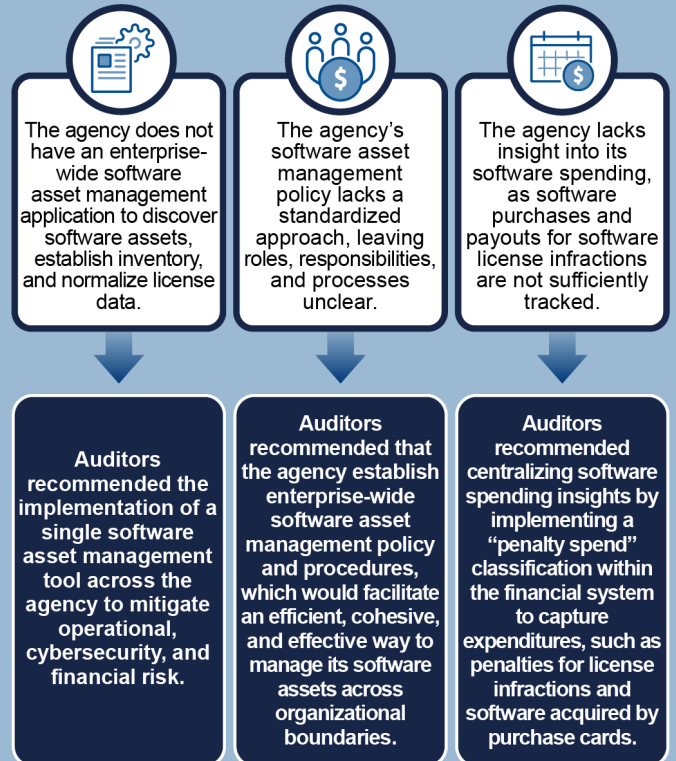 The agency does not
have an enterprise-
wide software
asset management
application to discover
software assets,
establish inventory,
and normalize license
data.
The agency's
software asset
management
policy lacks a
standardized
approach, leaving
roles, responsibilities,
and processes
unclear.
The agency lacks
insight into its
software spending,
as software
purchases and
payouts for software
license infractions
are not sufficiently
tracked.
Auditors
recommended the
implementation of a
single software
asset management
tool across the
agency to mitigate
operational,
cybersecurity, and
financial risk.
Auditors
recommended that
the agency establish
enterprise-wide
software asset
management policy
and procedures,
which would facilitate
an efficient, cohesive,
and effective way to
manage its software
assets across
organizational
boundaries.
Auditors
recommended
centralizing software
spending insights by
implementing a
“penalty spend”
classification within
the financial system
to capture
expenditures, such as
penalties for license
infractions and
software acquired by
purchase cards.